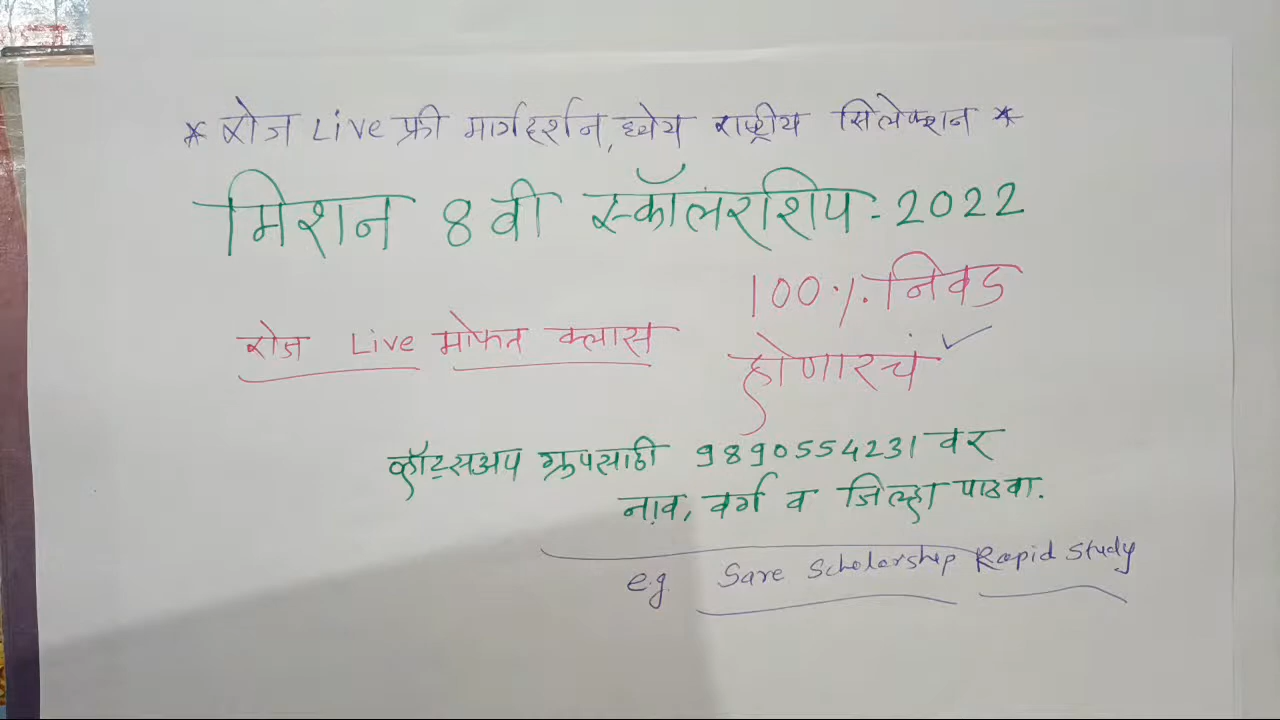 * रोज Live फ्री मार्गदर्शन, ध्येय राष्ट्रीय सिलेक्शन *
मिशन 8 वी स्कॉलरशिप - 2022
100% निवड
होणारचं
रोज Live मोफत क्लास
व्हॉट्सअप ग्रुपसाठी 9890554231 वर
नाव, वर्ग व जिल्हा पाठवा.
e.g. Save Scholarship Rapid Study